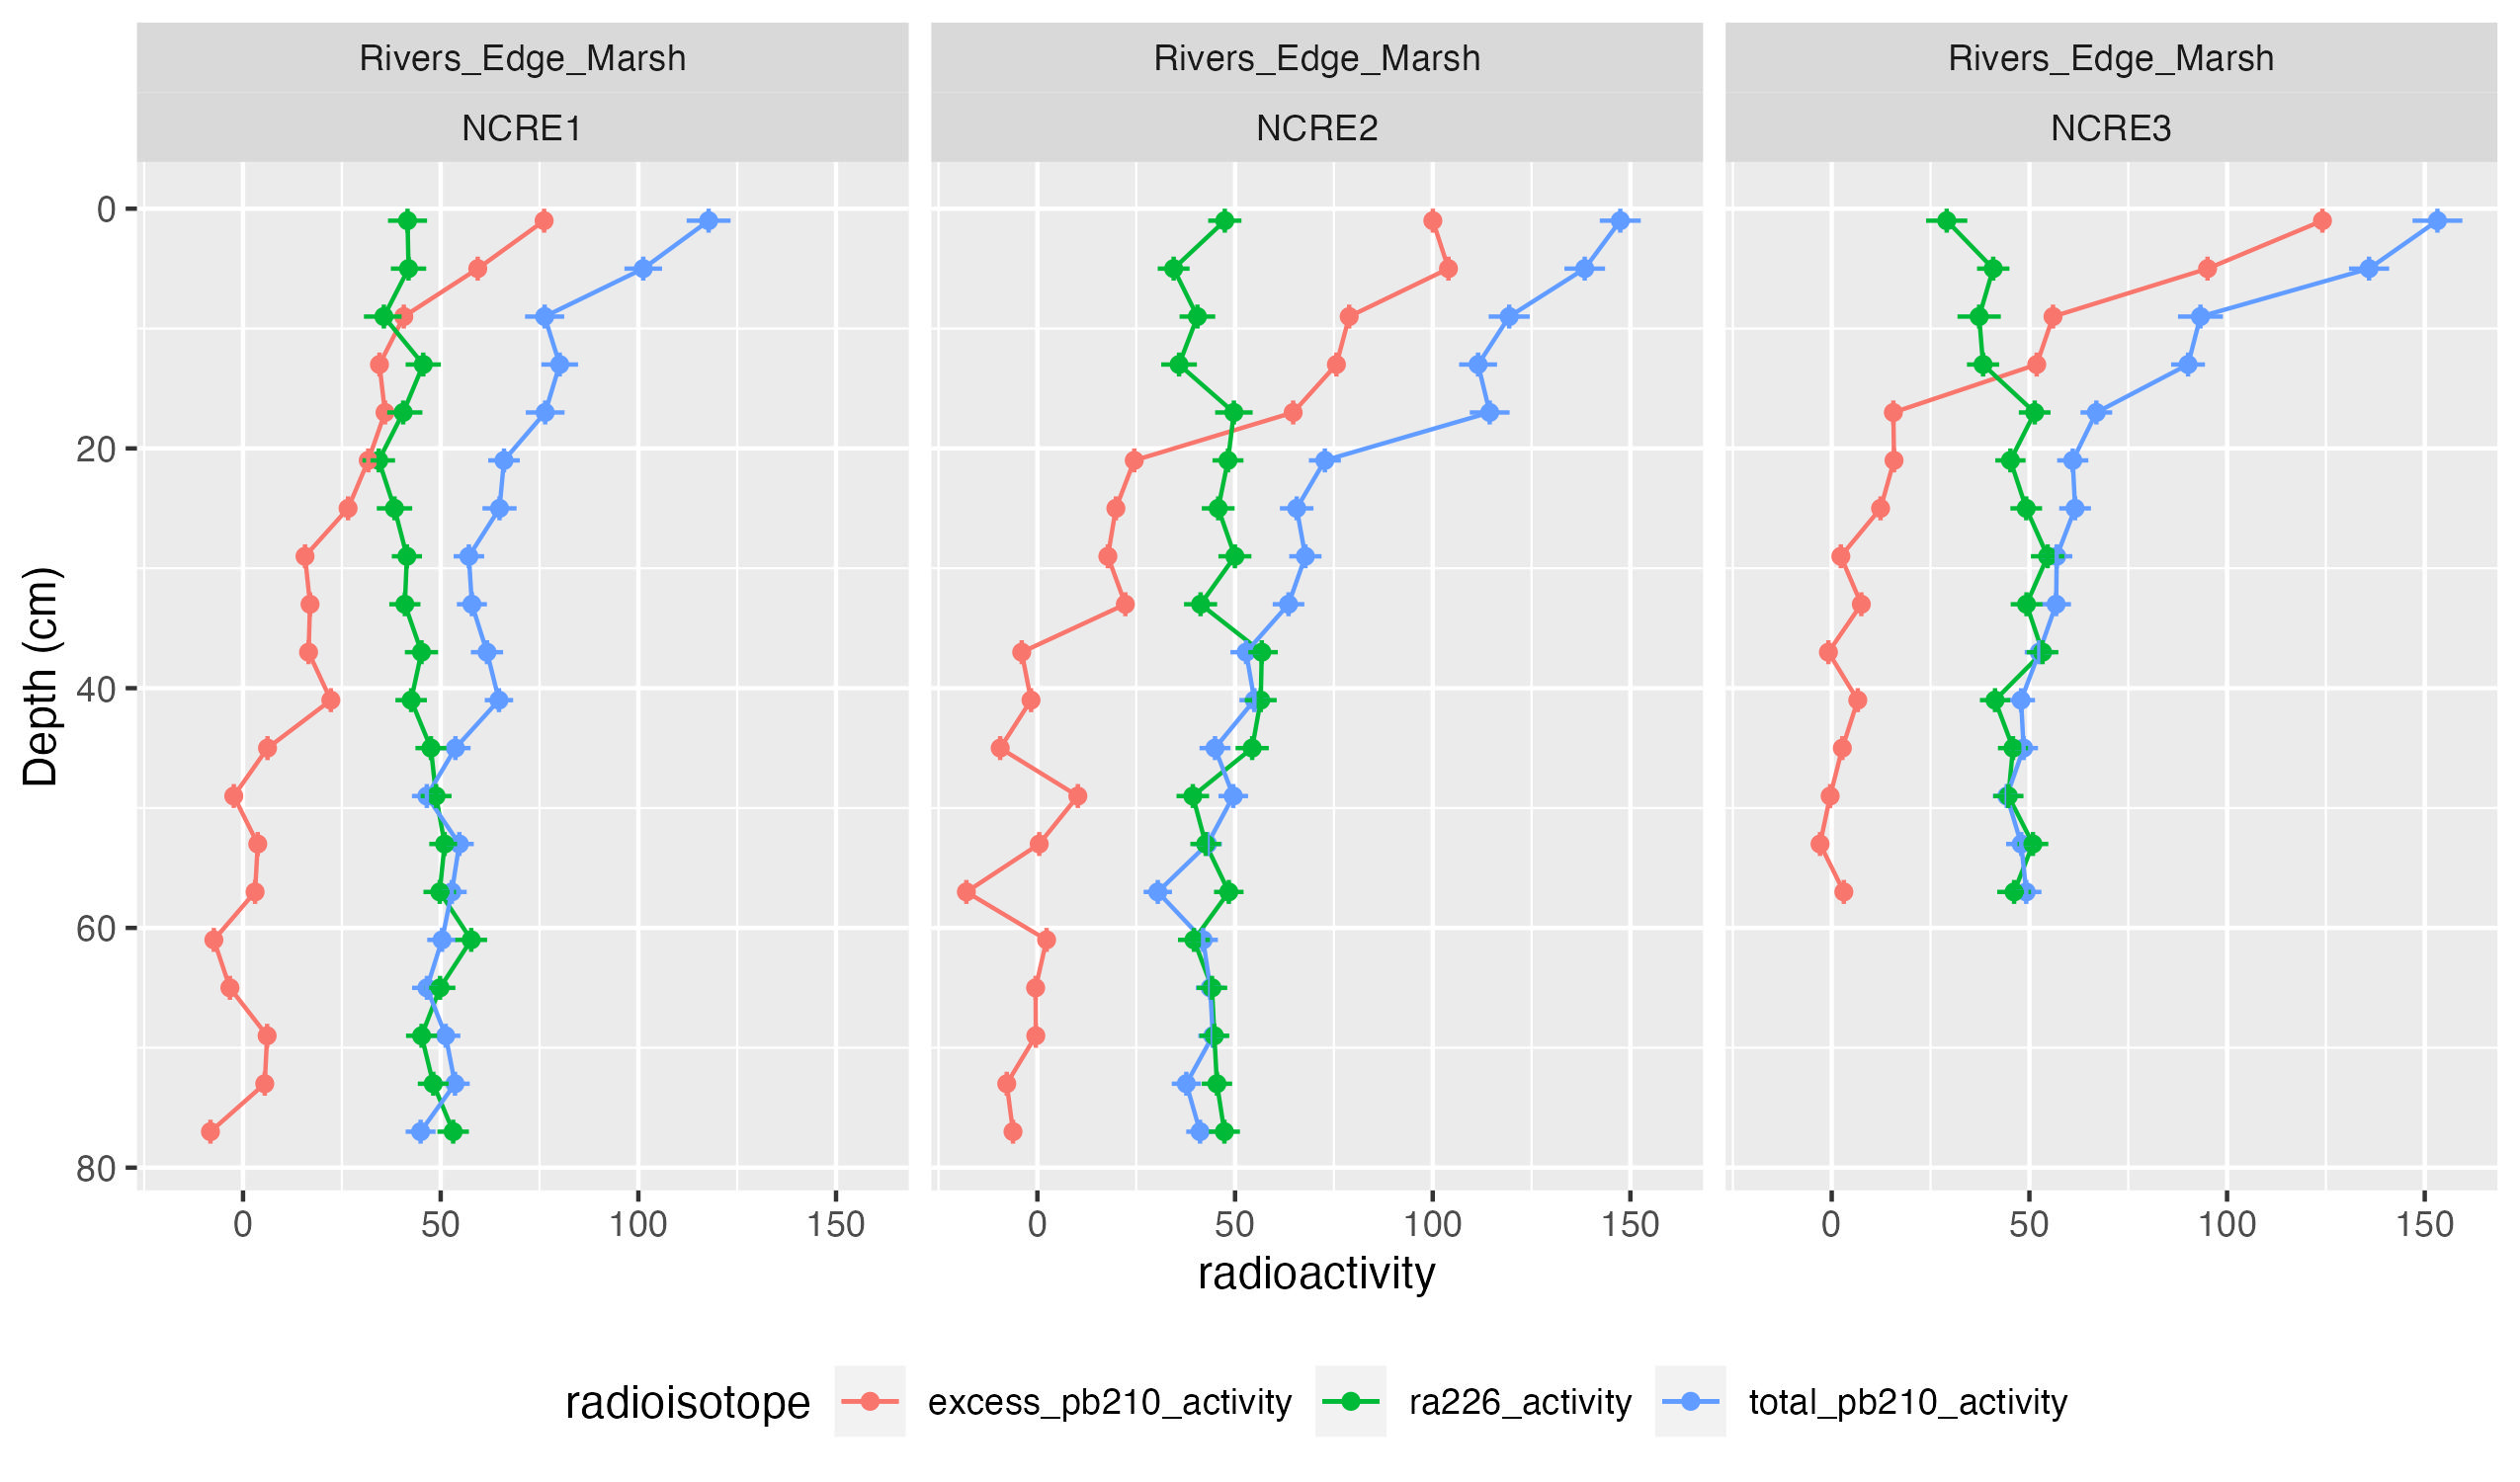 Rivers_Edge_Marsh Rivers_Edge_Marsh Rivers_Edge_Marsh
NCRE1 NCRE2 NCRE3
0
20
40
60
80
Depth (cm)
0 50 100 150 0 50 100 150 0 50 100 150
radioactivity
radioisotope excess_pb210_activity ra226_activity total_pb210_activity